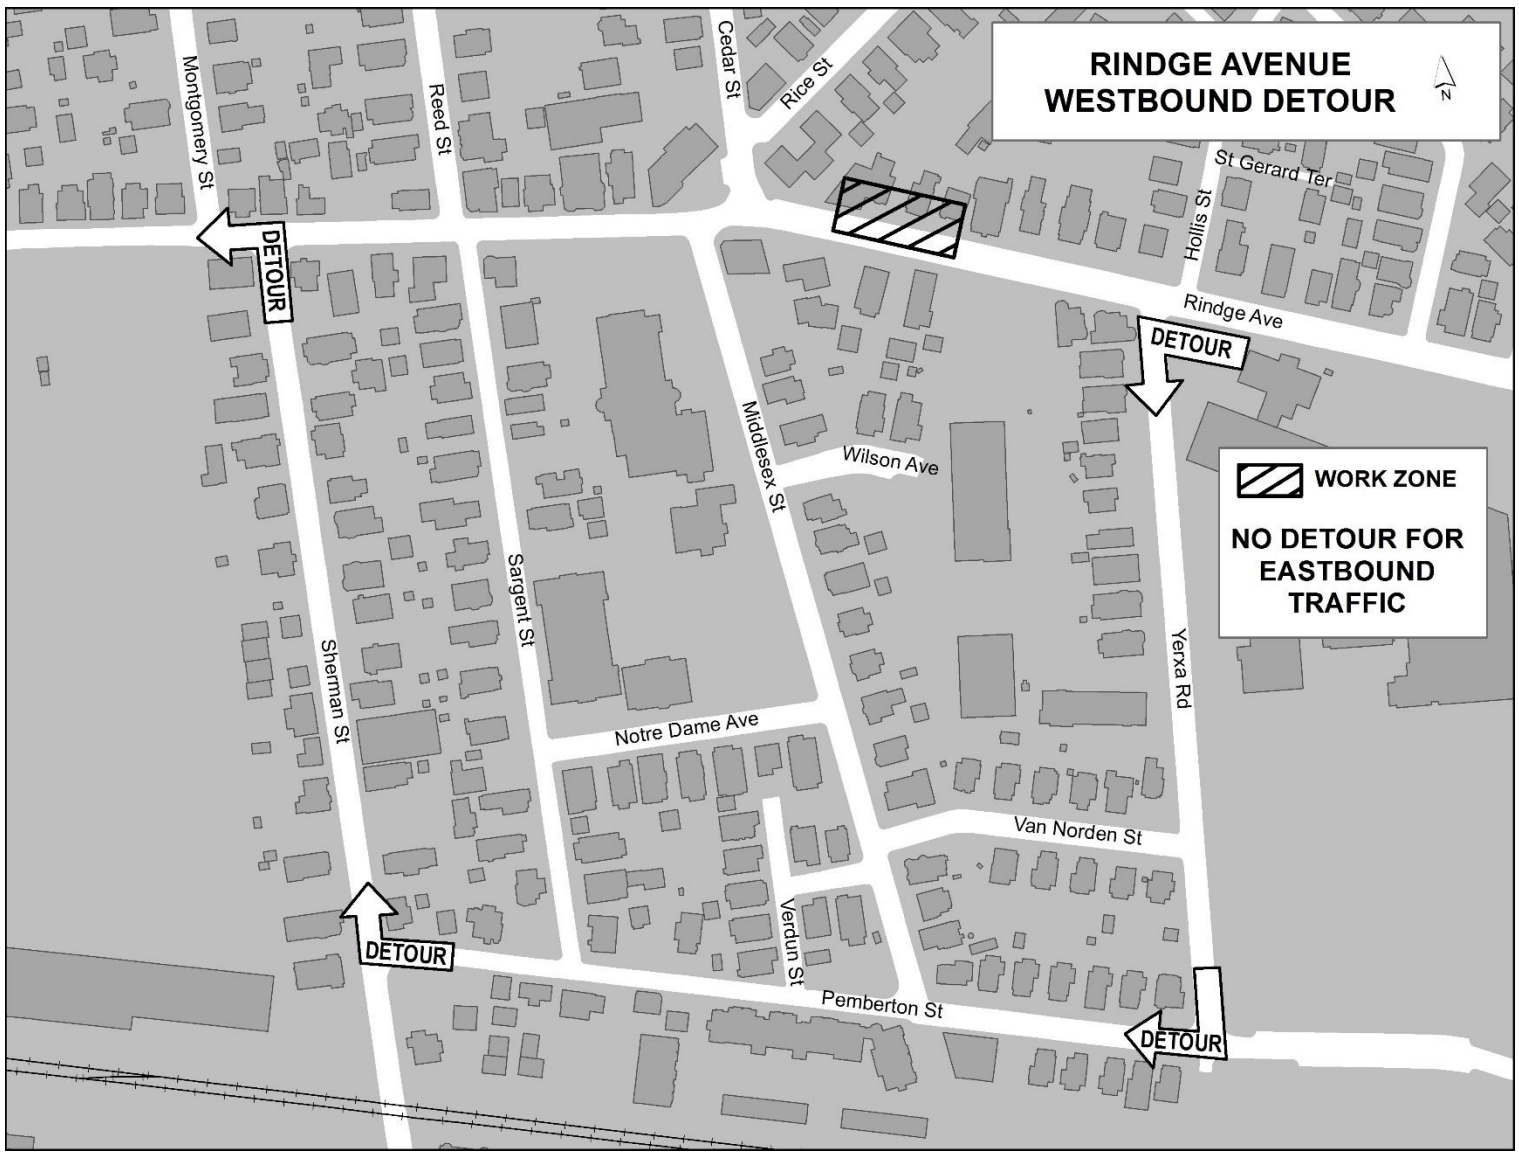 RINDGE AVENUE
WESTBOUND DETOUR
N
Montgomery St
Reed St
Cedar St
Rice St
St Gerard Ter
Hollis St
DETOUR
Rindge Ave
DETOUR
Middlesex St
Wilson Ave
WORK ZONE
NO DETOUR FOR
EASTBOUND
TRAFFIC
Sargent St
Sherman St
Yerxa Rd
Notre Dame Ave
Van Norden St
Verdun St
DETOUR
Pemberton St
DETOUR